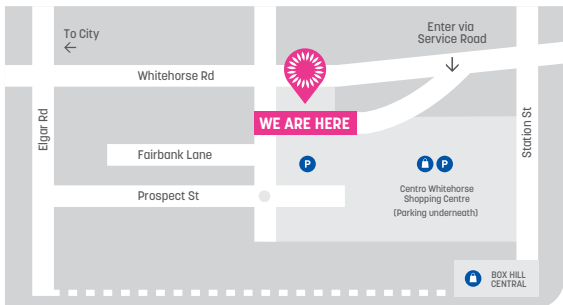 To City
Enter via
Service Road
Whitehorse Rd
WE ARE HERE
Elgar Rd
Station St
Fairbank Lane
P
P
Prospect St
Centro Whitehorse
Shopping Centre
(Parking underneath)
BOX HILL
CENTRAL